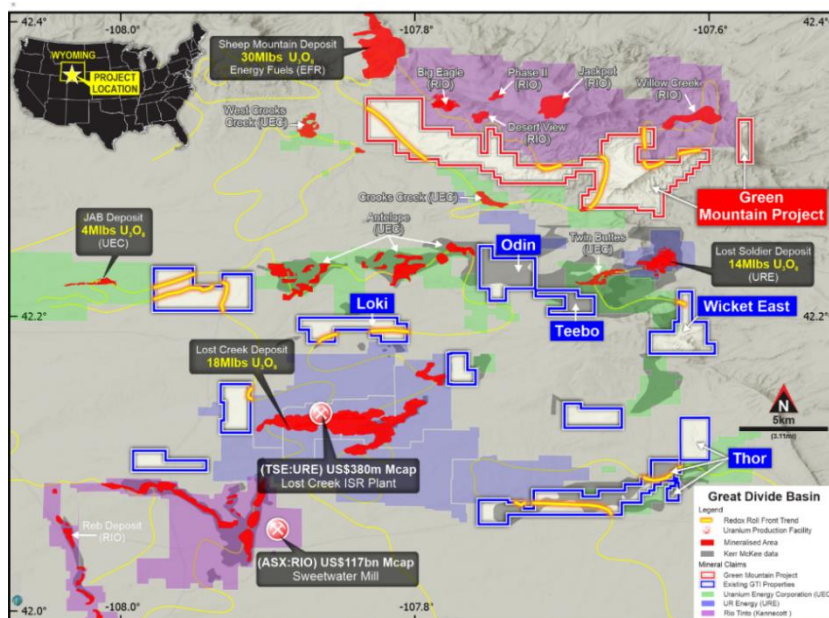 42.4°
-108.0
-107.8
-107.6
42.4°
WYOMING
PROJECT
LOCATION
Sheep Mountain Deposit
30Mlbs U₃O₈
Energy Fuels (EFR)
Big Eagle
(RIO)
Phase II
(RIO)
Jackpot
(RIO)
Willow Creek
(RIO)
West Crooks
Creek (UEC)
Desert View
(RIO)
Crooks Creek (UEC)
Green
Mountain Project
JAB Deposit
4Mlbs U₃O₈
(UEC)
Antelope
(UEC)
Odin
Twin Buttes
(UEC)
Lost Soldier Deposit
14Mlbs U₃O₈
(URE)
42.2°
42.2°
Loki
Teebo
Wicket East
Lost Creek Deposit
18Mlbs U₃O₈
N
5km
(3.11mi)
(TSE:URE) US$380m Mcap
Lost Creek ISR Plant
Thor
Reb Deposit
(RIO)
(ASX:RIO) US$117bn Mcap
Sweetwater Mill
Great Divide Basin
Legend
Redox Roll Front Trend
Uranium Production Facility
Mineralised Area
Kerr McKee data
Mineral Claims
Green Mountain Project
Existing GTI Properties
Uranium Energy Corporation (UEC)
UR Energy (URE)
Rio Tinto (Kennecott)
42.0°
-108.0
-107.8